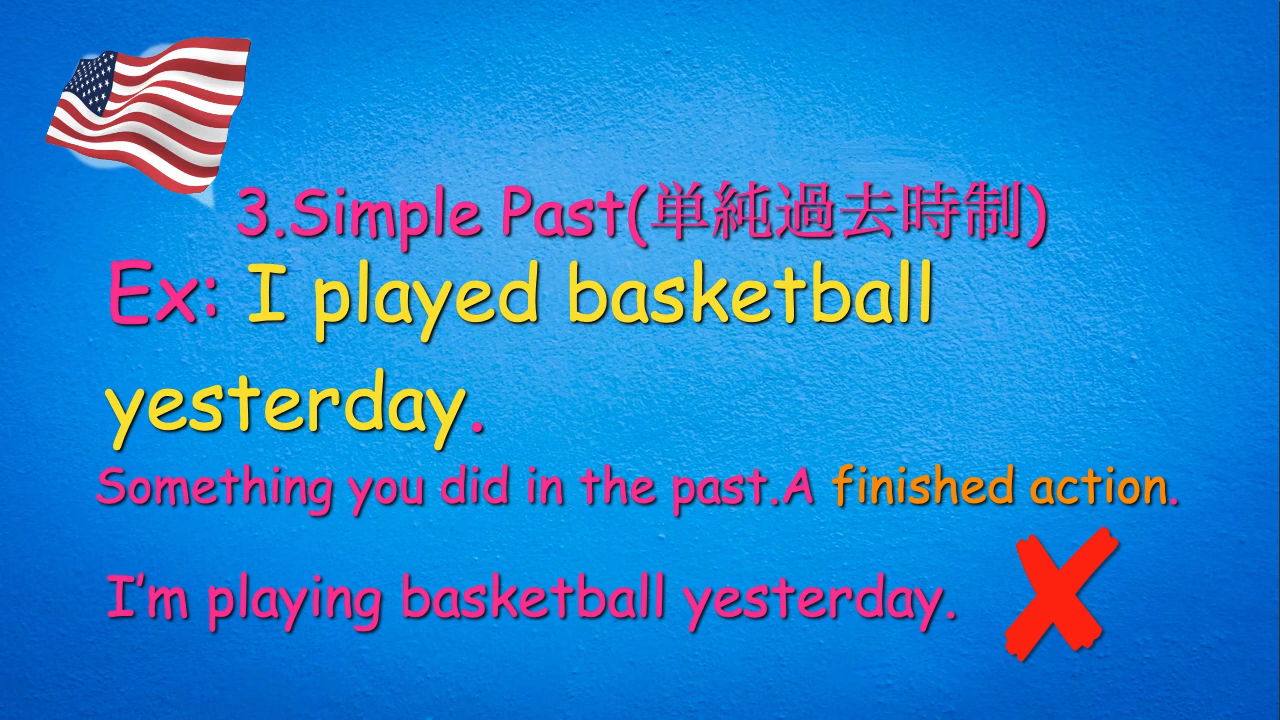 3.Simple Past(単純過去時制)
Ex: I played basketball
yesterday.
Something you did in the past.A finished action.
I’m playing basketball yesterday.